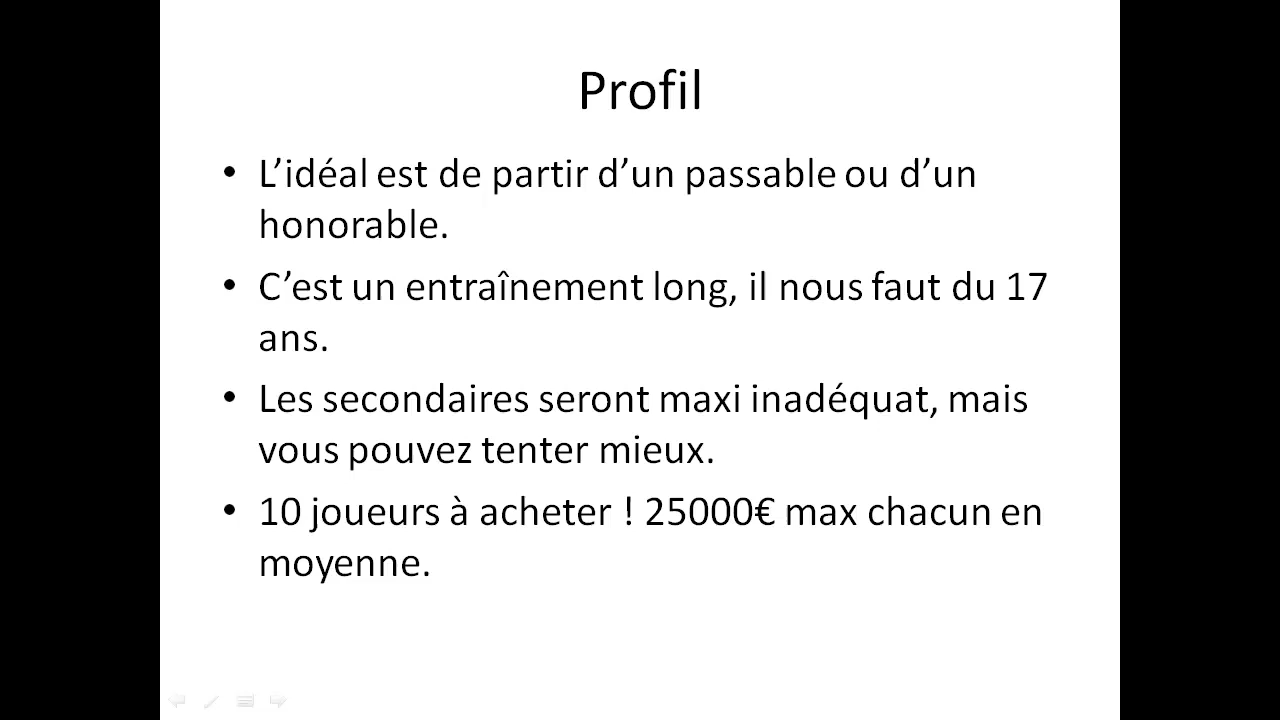 Profil
• L’idéal est de partir d’un passable ou d’un
honorable.
• C’est un entraînement long, il nous faut du 17
ans.
• Les secondaires seront maxi inadéquat, mais
vous pouvez tenter mieux.
• 10 joueurs à acheter ! 25000€ max chacun en
moyenne.